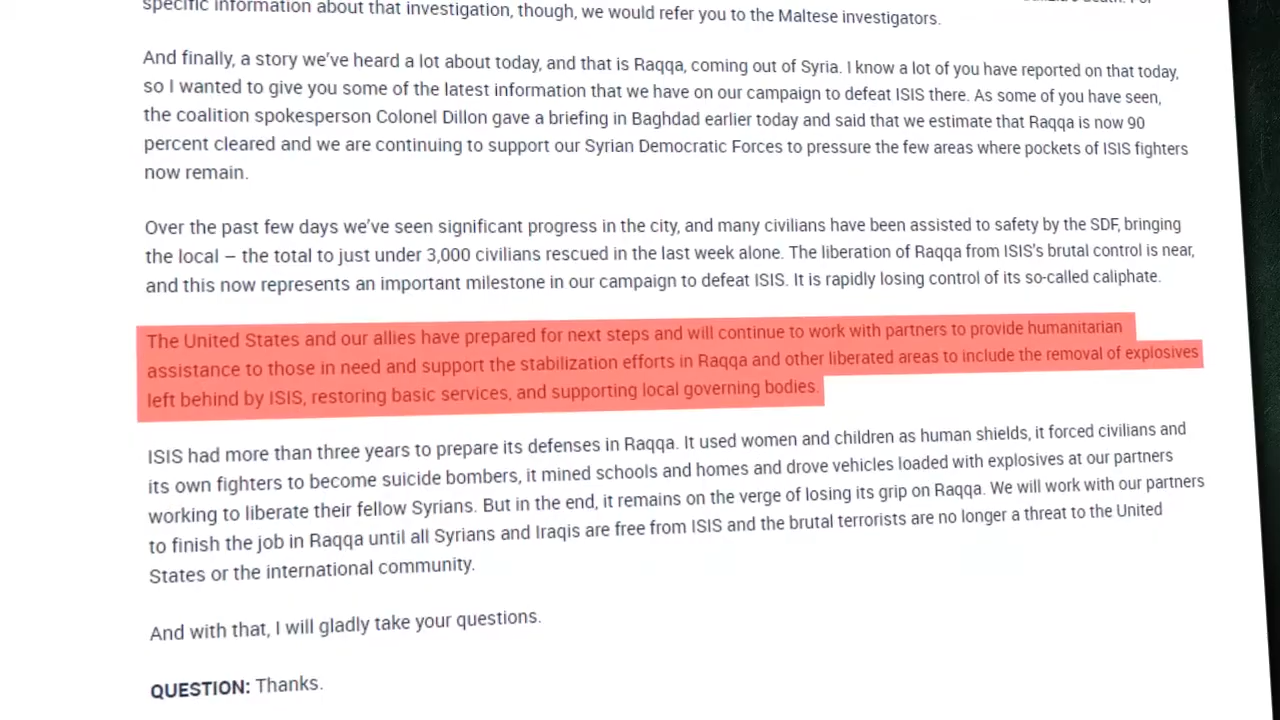 specific information about that investigation, though, we would refer you to the Maltese investigators.
And finally, a story we've heard a lot about today, and that is Raqqa, coming out of Syria. I know a lot of you have reported on that today,
so I wanted to give you some of the latest information that we have on our campaign to defeat ISIS there. As some of you have seen,
the coalition spokesperson Colonel Dillon gave a briefing in Baghdad earlier today and said that we estimate that Raqqa is now 90
percent cleared and we are continuing to support our Syrian Democratic Forces to pressure the few areas where pockets of ISIS fighters
now remain.
Over the past few days we've seen significant progress in the city, and many civilians have been assisted to safety by the SDF, bringing
the local – the total to just under 3,000 civilians rescued in the last week alone. The liberation of Raqqa from ISIS's brutal control is near,
and this now represents an important milestone in our campaign to defeat ISIS. It is rapidly losing control of its so-called caliphate.
The United States and our allies have prepared for next steps and will continue to work with partners to provide humanitarian
assistance to those in need and support the stabilization efforts in Raqqa and other liberated areas to include the removal of explosives
left behind by ISIS, restoring basic services, and supporting local governing bodies.
ISIS had more than three years to prepare its defenses in Raqqa. It used women and children as human shields, it forced civilians and
its own fighters to become suicide bombers, it mined schools and homes and drove vehicles loaded with explosives at our partners
working to liberate their fellow Syrians. But in the end, it remains on the verge of losing its grip on Raqqa. We will work with our partners
to finish the job in Raqqa until all Syrians and Iraqis are free from ISIS and the brutal terrorists are no longer a threat to the United
States or the international community.
And with that, I will gladly take your questions.
QUESTION: Thanks.